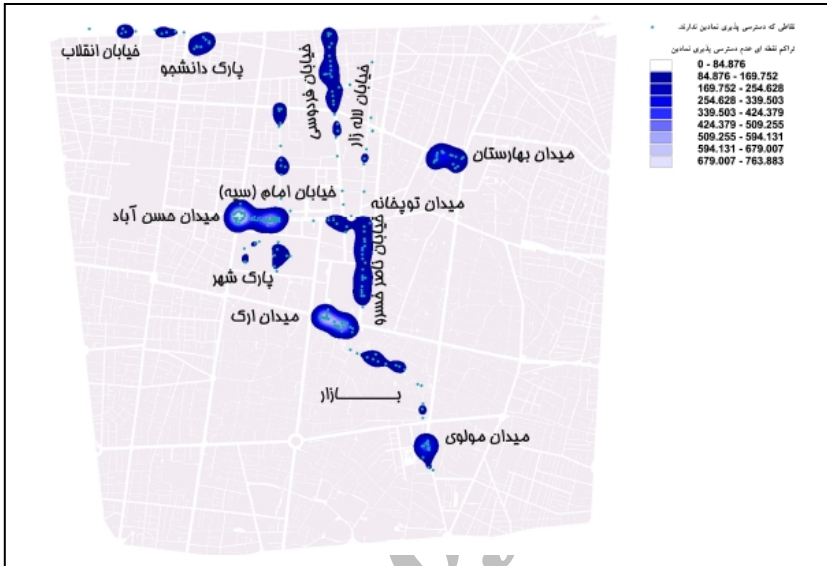 نقاطی که دسترسی پذیری نمادین ندارند.
تراکم نقطه ای عدم دسترسی پذیری نمادین
0 - 84.876
84.876 - 169.752
169.752 - 254.628
254.628 - 339.503
339.503 - 424.379
424.379 - 509.255
509.255 - 594.131
594.131 - 679.007
679.007 - 763.883
خیابان انقلاب
پارک دانشجو
خیابان فردوسی
خیابان لاله زار
میدان بهارستان
خیابان امام (سپه)
میدان توپخانه
میدان حسن آباد
خیابان ناصر خسرو
پارک شهر
میدان ارک
بـــــــازار
میدان مولوی